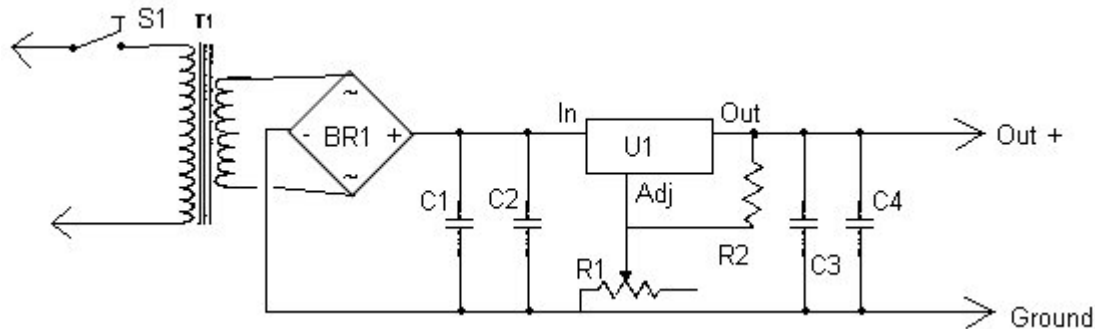 S1
T1
~
- BR1 +
~
In
U1
Out
Adj
Out +
C1
C2
C4
R2
C3
R1
Ground